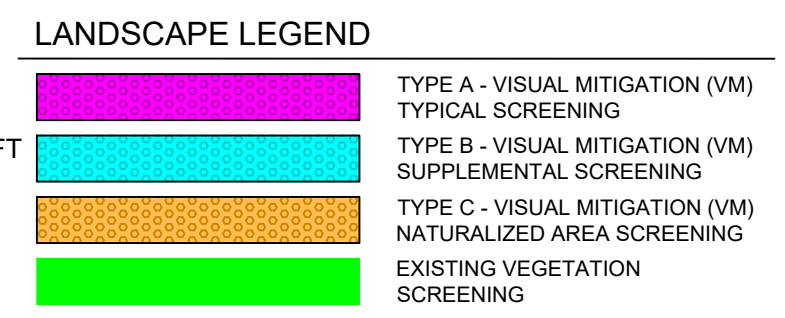 LANDSCAPE LEGEND
TYPE A - VISUAL MITIGATION (VM)
TYPICAL SCREENING
FT
TYPE B - VISUAL MITIGATION (VM)
SUPPLEMENTAL SCREENING
TYPE C - VISUAL MITIGATION (VM)
NATURALIZED AREA SCREENING
EXISTING VEGETATION
SCREENING